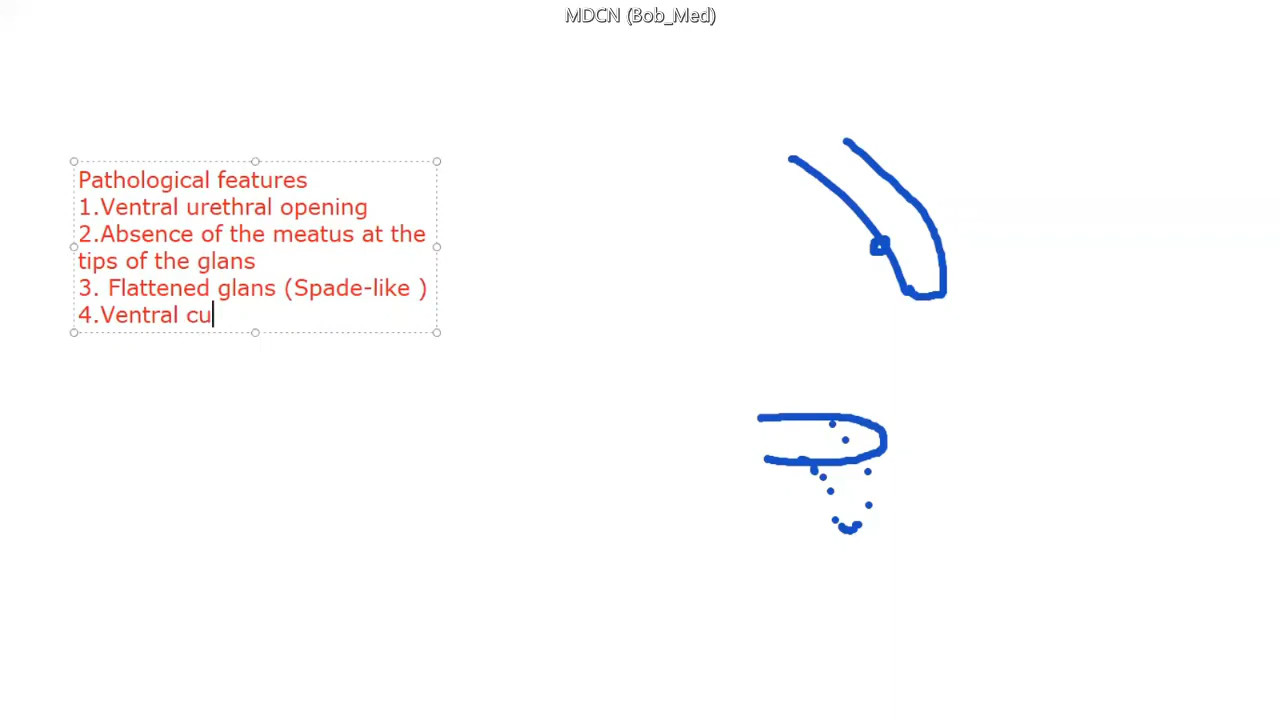 MDCN (Bob_Med)
Pathological features
1.Ventral urethral opening
2.Absence of the meatus at the
tips of the glans
3. Flattened glans (Spade-like )
4.Ventral cu